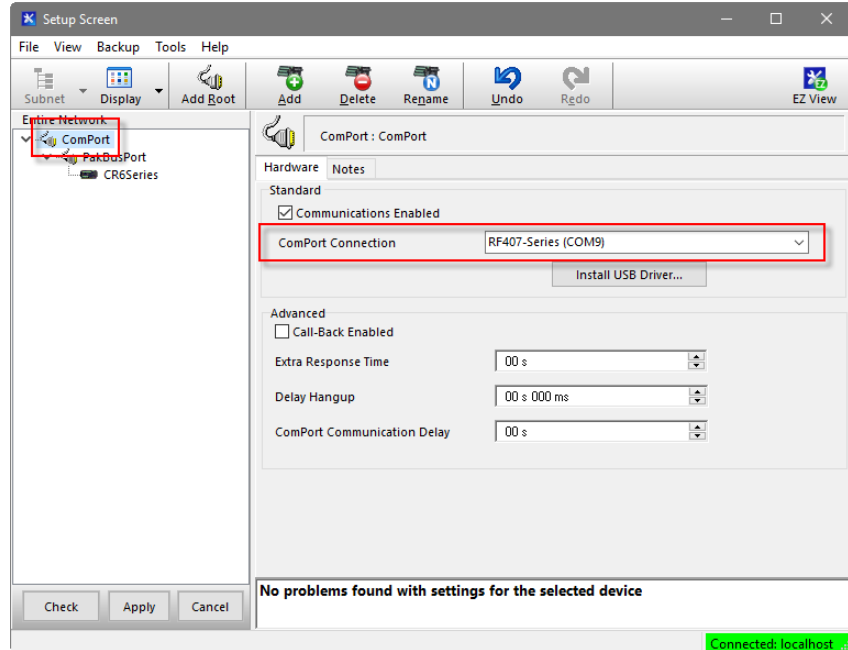 Setup Screen
File View Backup Tools Help
Subnet Display Add Root Add Delete Rename Undo Redo EZ View
Entire Network
ComPort
PakBusPort
CR6Series
ComPort : ComPort
Hardware Notes
Standard
Communications Enabled
ComPort Connection RF407-Series (COM9)
Install USB Driver...
Advanced
Call-Back Enabled
Extra Response Time 00 s
Delay Hangup 00 s 000 ms
ComPort Communication Delay 00 s
No problems found with settings for the selected device
Check Apply Cancel
Connected: localhost